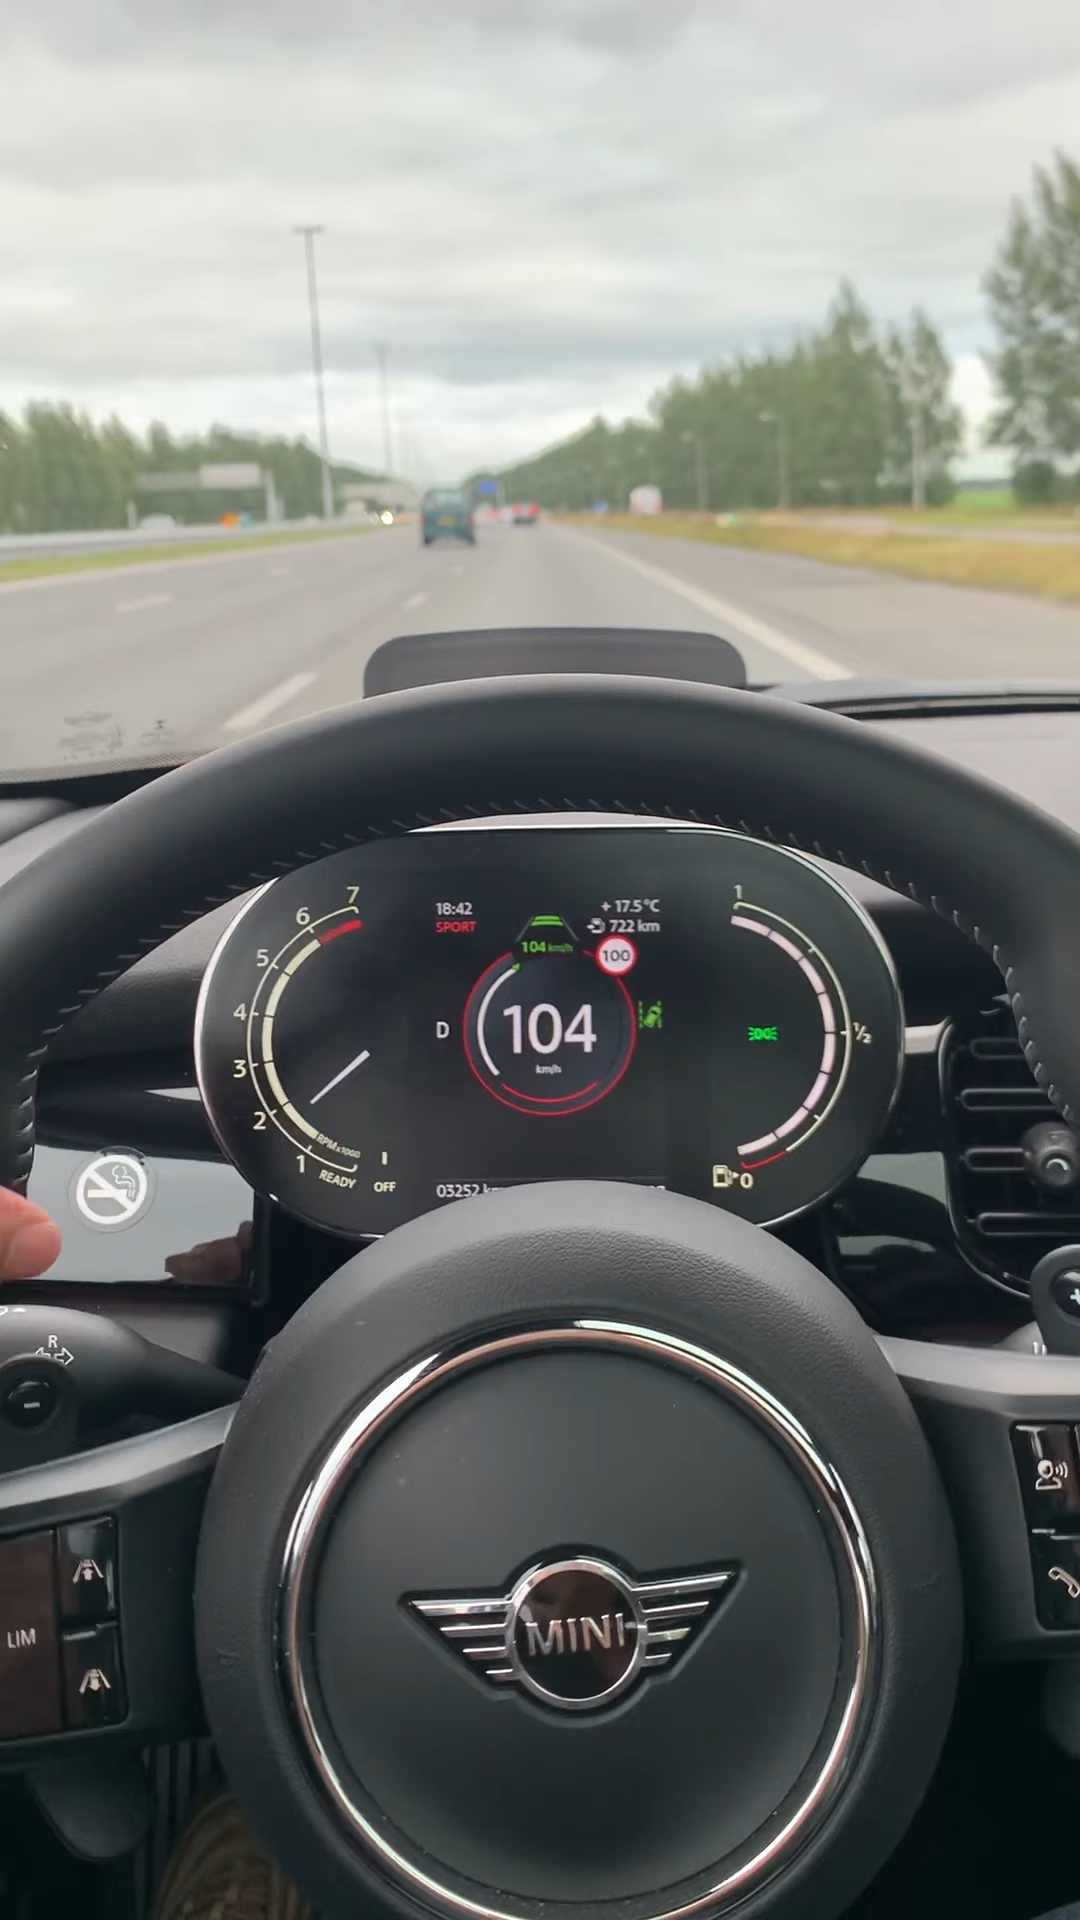 7
6
5
4
3
2
1
RPMx1000
READY
OFF
18:42
SPORT
+ 17.5°C
722 km
104 km/h
100
D
104
km/h
03252
1
½
0
R
LIM
MINI